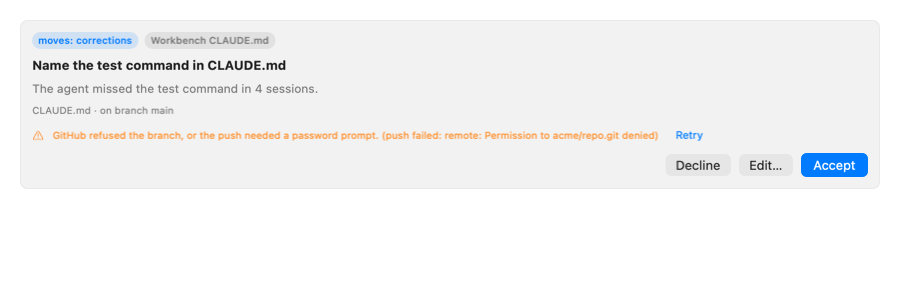 moves: corrections Workbench CLAUDE.md
Name the test command in CLAUDE.md
The agent missed the test command in 4 sessions.
CLAUDE.md · on branch main
GitHub refused the branch, or the push needed a password prompt. (push failed: remote: Permission to acme/repo.git denied) Retry
Decline Edit... Accept